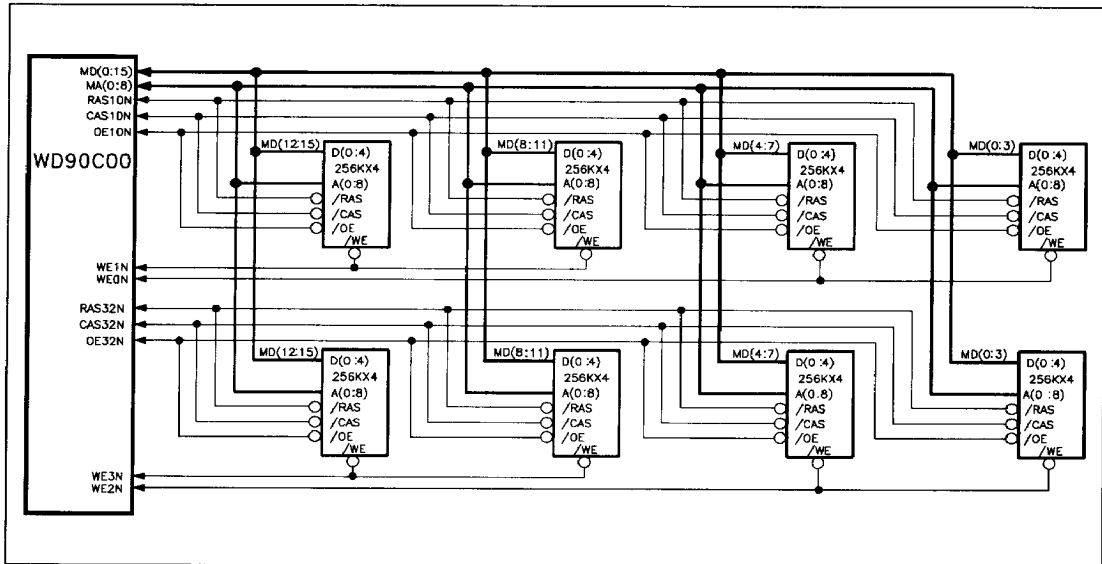 WD90C00
MD(0:15)
MA(0:8)
RAS10N
CAS10N
OE10N
WE1N
WE0N
RAS32N
CAS32N
OE32N
WE3N
WE2N
MD(12:15)
D(0:4)
256KX4
A(0:8)
/RAS
/CAS
/OE
/WE
MD(8:11)
D(0:4)
256KX4
A(0:8)
/RAS
/CAS
/OE
/WE
MD(4:7)
D(0:4)
256KX4
A(0:8)
/RAS
/CAS
/OE
/WE
MD(0:3)
D(0:4)
256KX4
A(0:8)
/RAS
/CAS
/OE
/WE
MD(12:15)
D(0:4)
256KX4
A(0:8)
/RAS
/CAS
/OE
/WE
MD(8:11)
D(0:4)
256KX4
A(0:8)
/RAS
/CAS
/OE
/WE
MD(4:7)
D(0:4)
256KX4
A(0:8)
/RAS
/CAS
/OE
/WE
MD(0:3)
D(0:4)
256KX4
A(0:8)
/RAS
/CAS
/OE
/WE